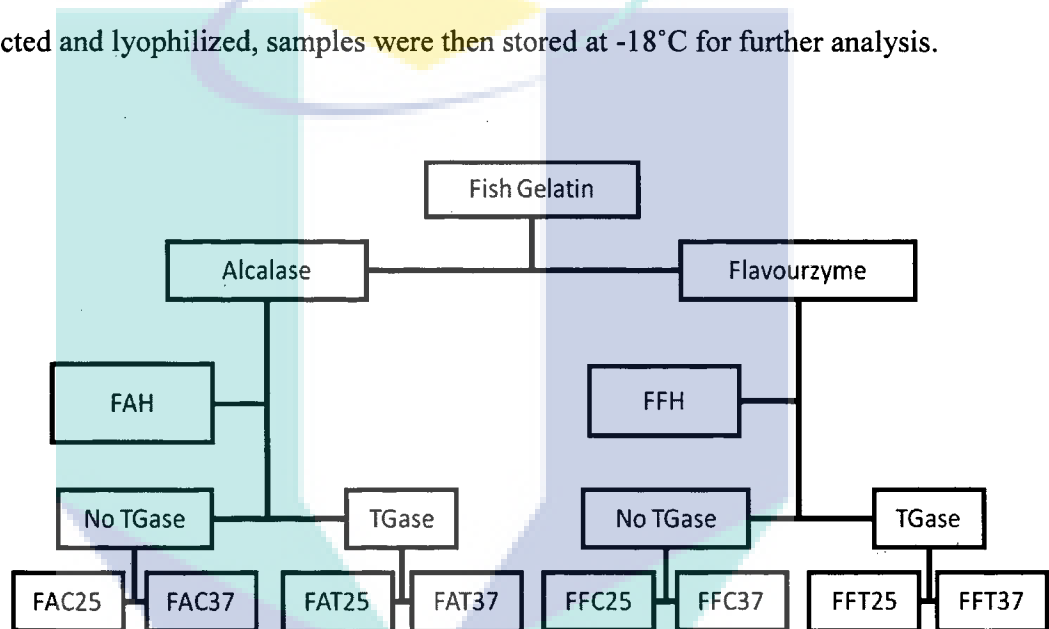 cted and lyophilized, samples were then stored at -18°C for further analysis.
Fish Gelatin
Alcalase
Flavourzyme
FAH
FFH
No TGase
TGase
No TGase
TGase
FAC25
FAC37
FAT25
FAT37
FFC25
FFC37
FFT25
FFT37